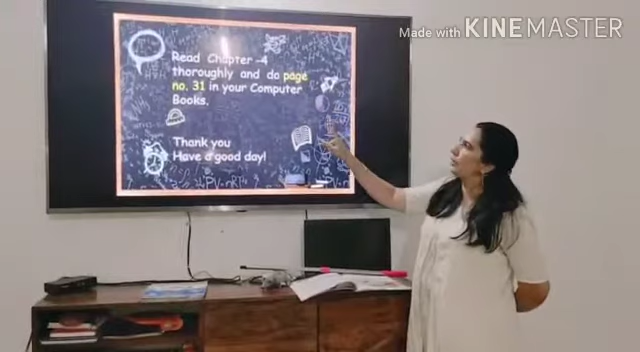 Made with KINEMASTER
Read Chapter -4
thoroughly and do page
no. 31 in your Computer
Books.
Thank you
Have a good day!